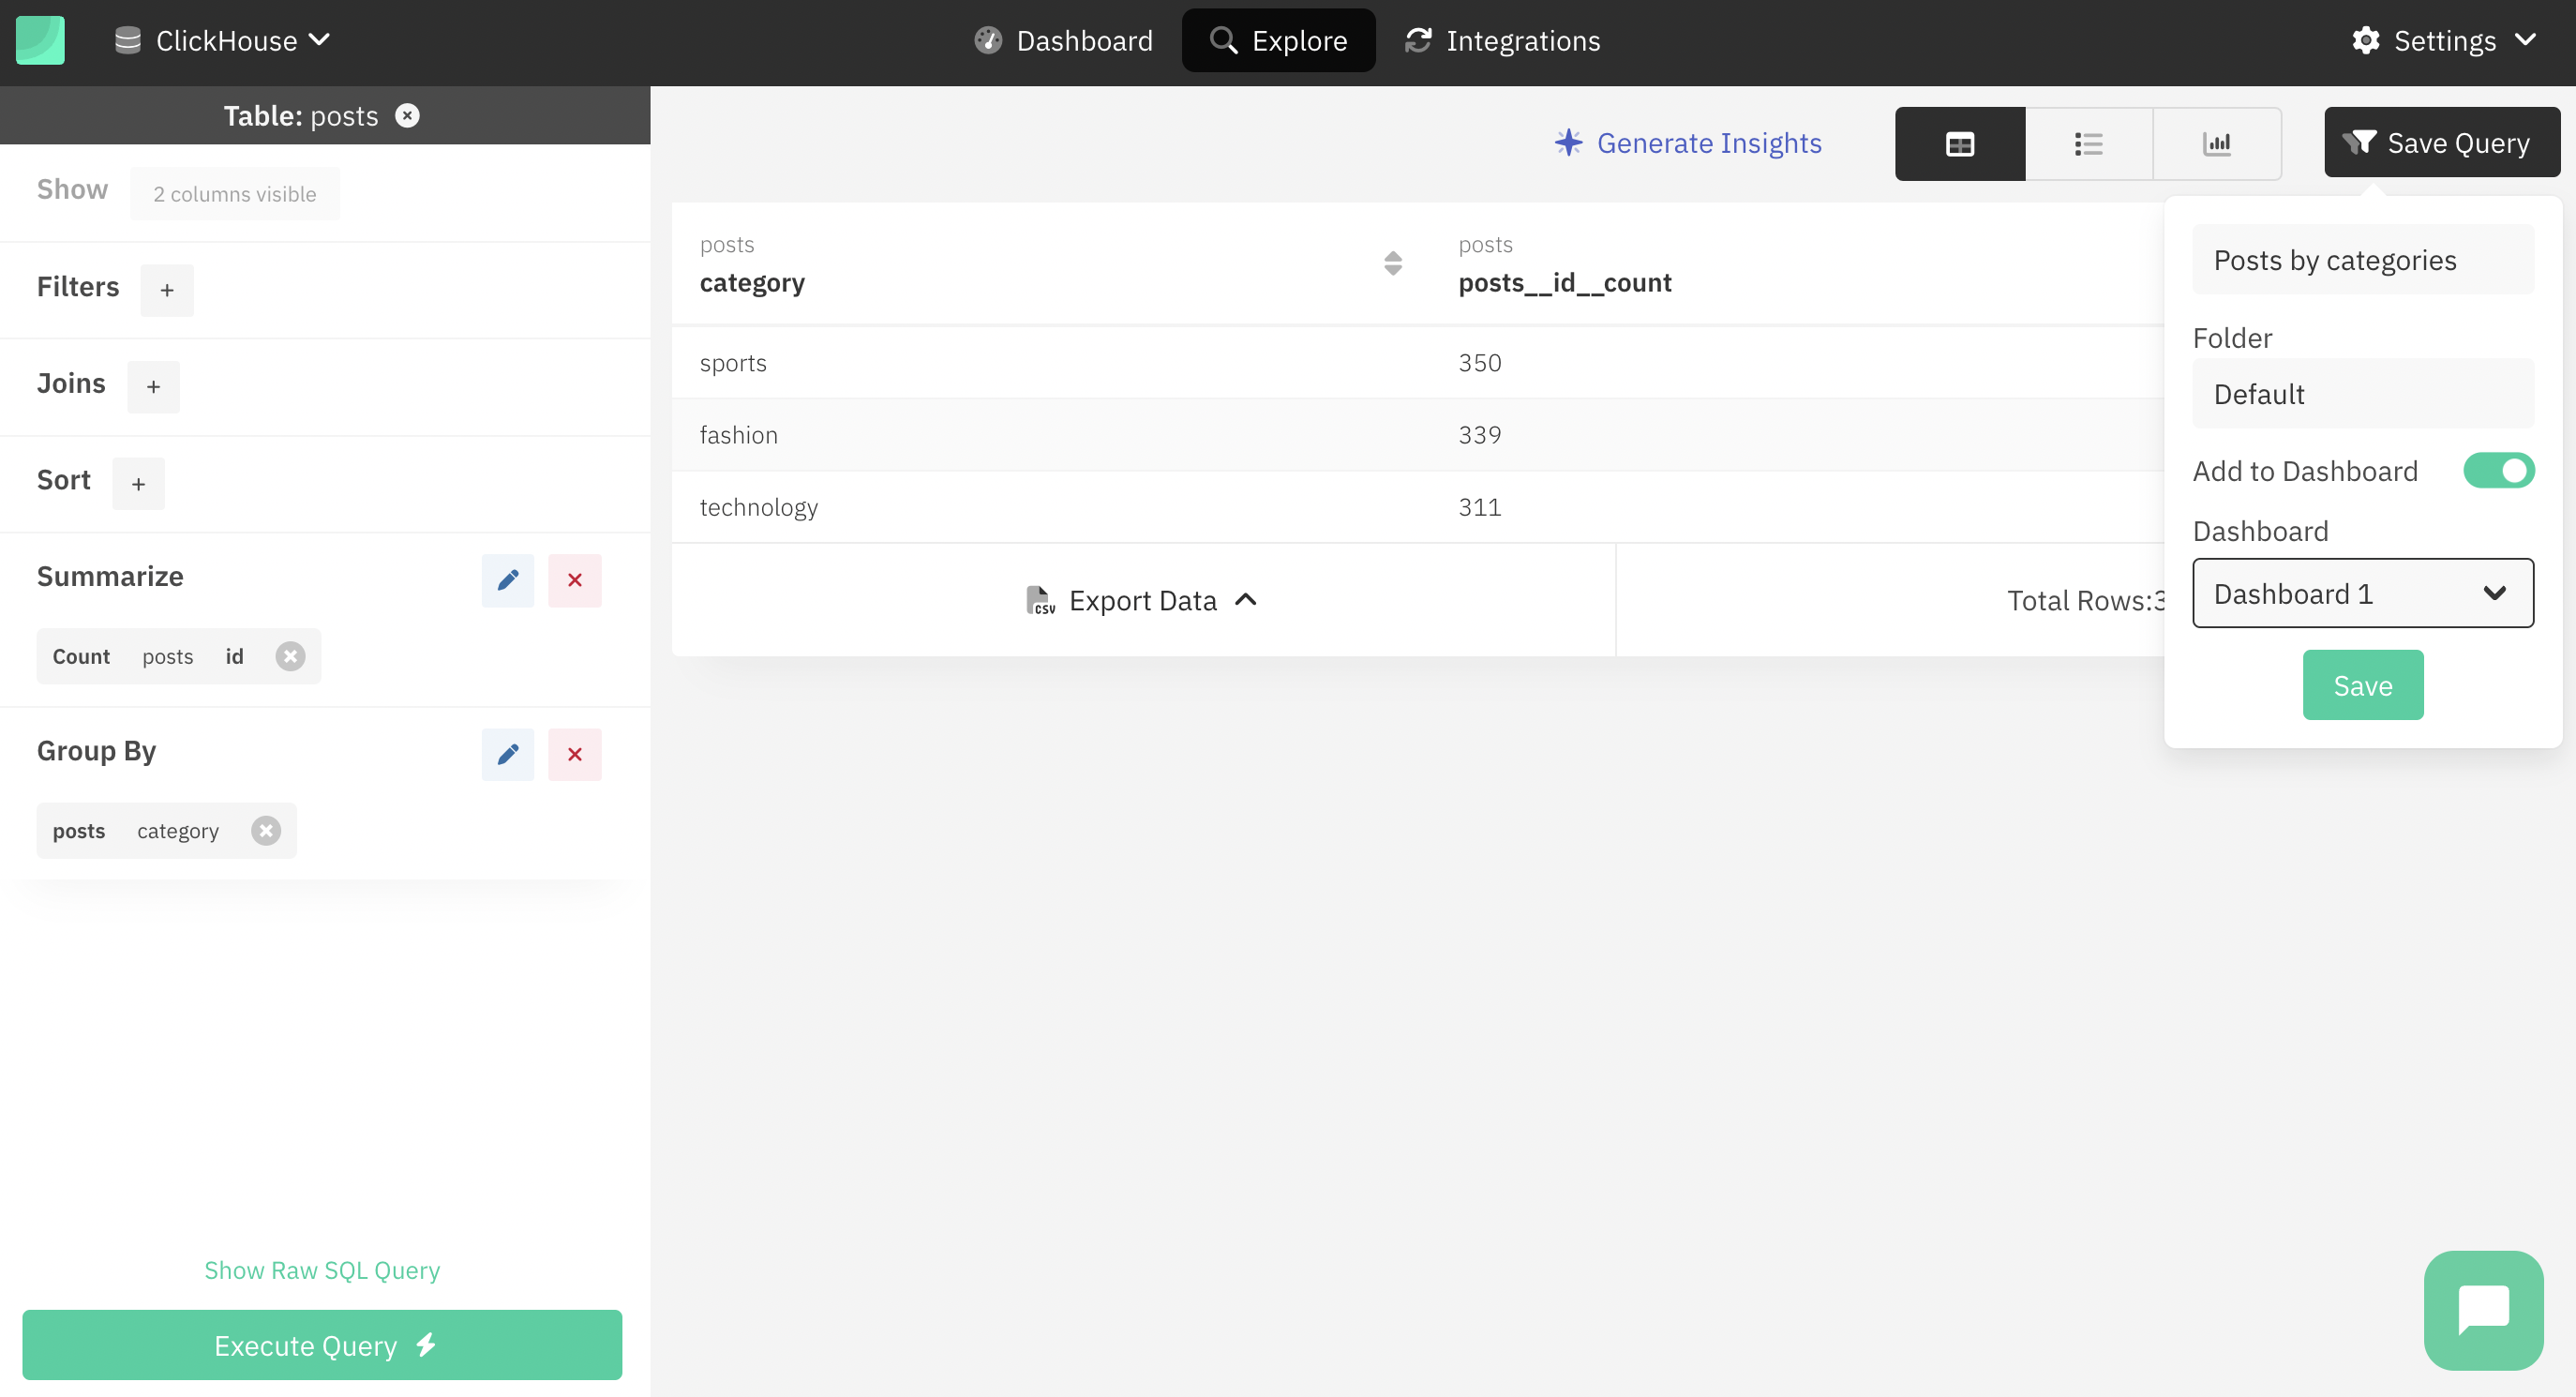 ClickHouse
Dashboard
Explore
Integrations
Settings
Table: posts
Show
2 columns visible
Filters
+
Joins
+
Sort
+
Summarize
Count posts id
Group By
posts category
Show Raw SQL Query
Execute Query
Generate Insights
Save Query
posts
category
posts
posts__id__count
sports 350
fashion 339
technology 311
CSV
Export Data
Total Rows:3
Posts by categories
Folder
Default
Add to Dashboard
Dashboard
Dashboard 1
Save